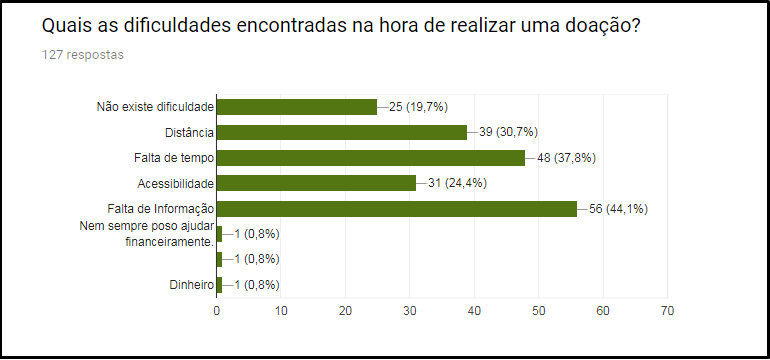 Quais as dificuldades encontradas na hora de realizar uma doação?
127 respostas
Não existe dificuldade 25 (19,7%)
Distância 39 (30,7%)
Falta de tempo 48 (37,8%)
Acessibilidade 31 (24,4%)
Falta de Informação 56 (44,1%)
Nem sempre poso ajudar
financeiramente. 1 (0,8%)
1 (0,8%)
Dinheiro 1 (0,8%)
0 10 20 30 40 50 60 70